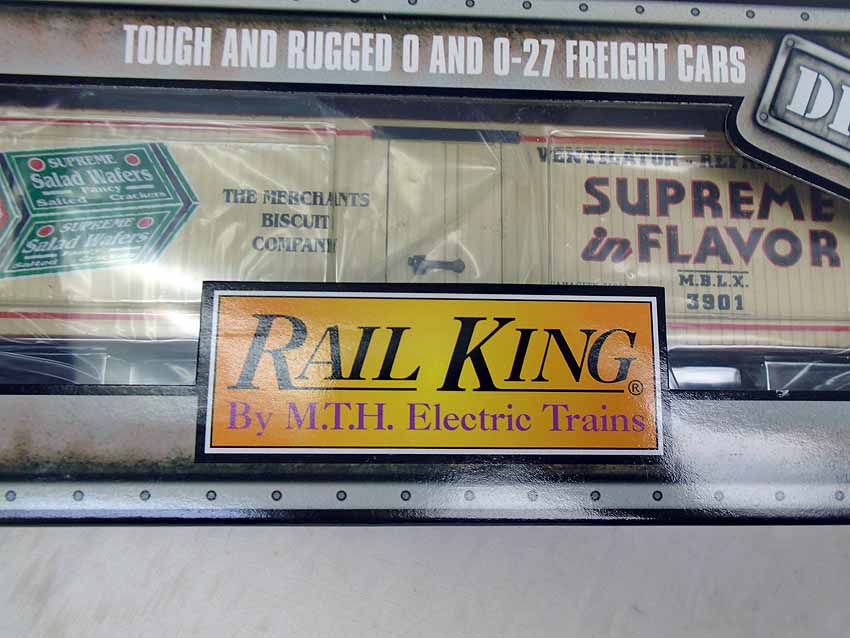 TOUGH AND RUGGED O AND O-27 FREIGHT CARS
SUPREME
Salad Wafers
Fancy
Salted Crackers
SUPREME
Salad Wafers
Salted
THE MERCHANTS
BISCUIT
COMPANY
SUPREME
in FLAVOR
M.B.L.X.
3901
RAIL KING®
By M.T.H. Electric Trains